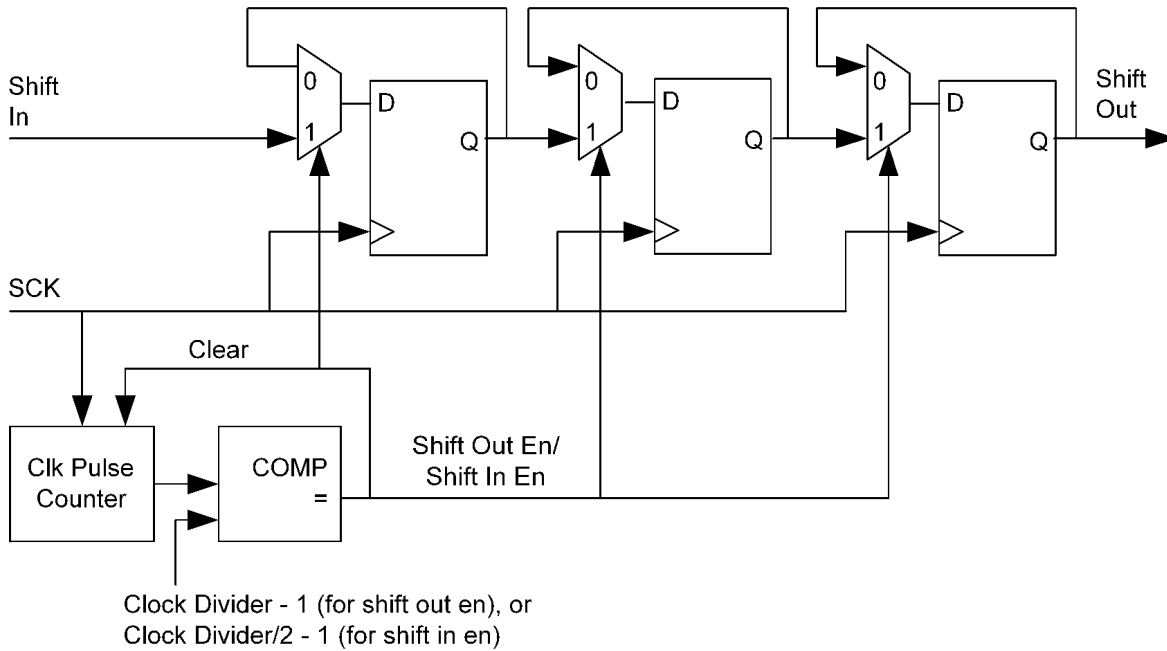 0
0
0
Shift
In
D
D
D
Shift
Out
1
1
1
Q
Q
Q
SCK
Clear
Clk Pulse
Counter
COMP
=
Shift Out En/
Shift In En
Clock Divider - 1 (for shift out en), or
Clock Divider/2 - 1 (for shift in en)